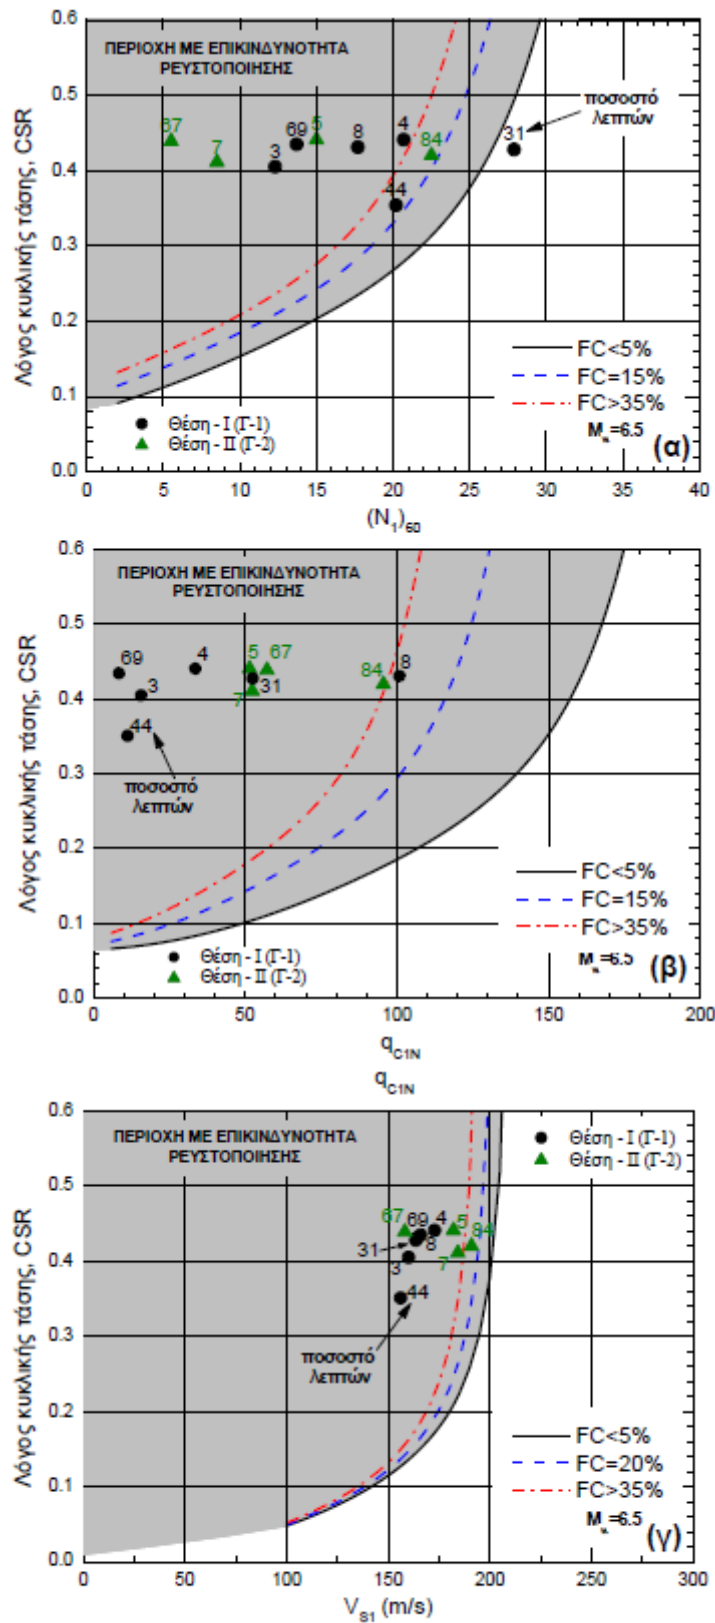 ΠΕΡΙΟΧΗ ΜΕ ΕΠΙΚΙΝΔΥΝΟΤΗΤΑ
ΡΕΥΣΤΟΠΟΙΗΣΗΣ
ποσοστό
λεπτών
67
7
69
3
5
8
4
84
44
31
Λόγος κυκλικής τάσης, CSR
0.6
0.5
0.4
0.3
0.2
0.1
0.0
FC<5%
FC=15%
FC>35%
Mw=6.5
(α)
Θέση - I (Γ-1)
Θέση - II (Γ-2)
0 5 10 15 20 25 30 35 40
(N1)60
ΠΕΡΙΟΧΗ ΜΕ ΕΠΙΚΙΝΔΥΝΟΤΗΤΑ
ΡΕΥΣΤΟΠΟΙΗΣΗΣ
69
3
44
4
5
67
7
31
84
8
ποσοστό
λεπτών
Λόγος κυκλικής τάσης, CSR
0.6
0.5
0.4
0.3
0.2
0.1
0.0
FC<5%
FC=15%
FC>35%
Mw=6.5
(β)
Θέση - I (Γ-1)
Θέση - II (Γ-2)
0 50 100 150 200
qC1N
qC1N
ΠΕΡΙΟΧΗ ΜΕ ΕΠΙΚΙΝΔΥΝΟΤΗΤΑ
ΡΕΥΣΤΟΠΟΙΗΣΗΣ
Θέση - I (Γ-1)
Θέση - II (Γ-2)
67
69
4
5
84
31
8
7
3
44
ποσοστό
λεπτών
Λόγος κυκλικής τάσης, CSR
0.6
0.5
0.4
0.3
0.2
0.1
0.0
FC<5%
FC=20%
FC>35%
Mw=6.5
(γ)
0 50 100 150 200 250 300
VS1 (m/s)